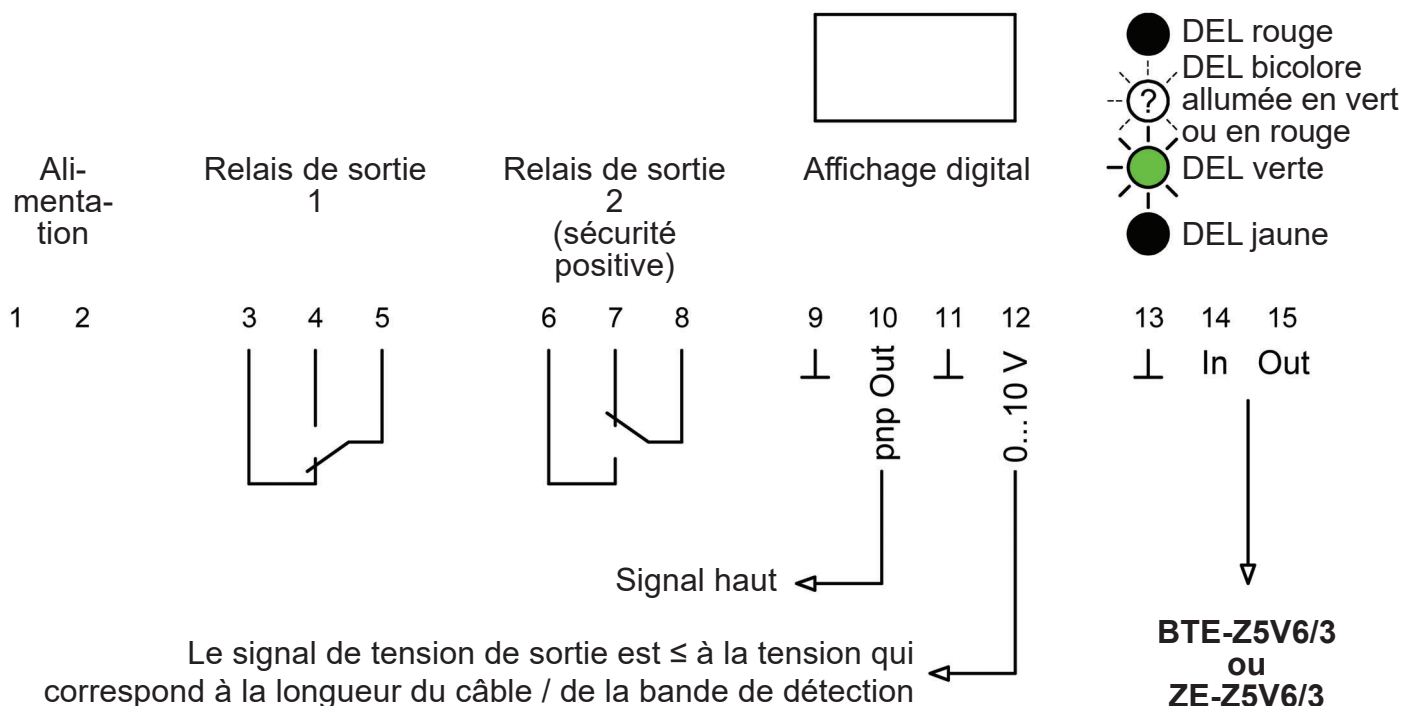 DEL rouge
DEL bicolore
?
allumée en vert
ou en rouge
DEL verte
DEL jaune
Ali-
menta-
tion
Relais de sortie
1
Relais de sortie
2
(sécurité
positive)
Affichage digital
1 2 3 4 5 6 7 8 9 10 11 12 13 14 15
pnp Out
0...10 V
In Out
Signal haut
Le signal de tension de sortie est ≤ à la tension qui
correspond à la longueur du câble / de la bande de détection
BTE-Z5V6/3
ou
ZE-Z5V6/3